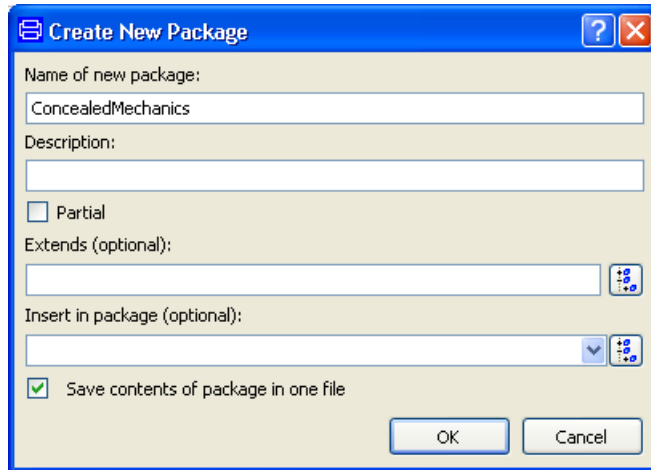 Create New Package
Name of new package:
ConcealedMechanics
Description:
Partial
Extends (optional):
Insert in package (optional):
Save contents of package in one file
OK Cancel